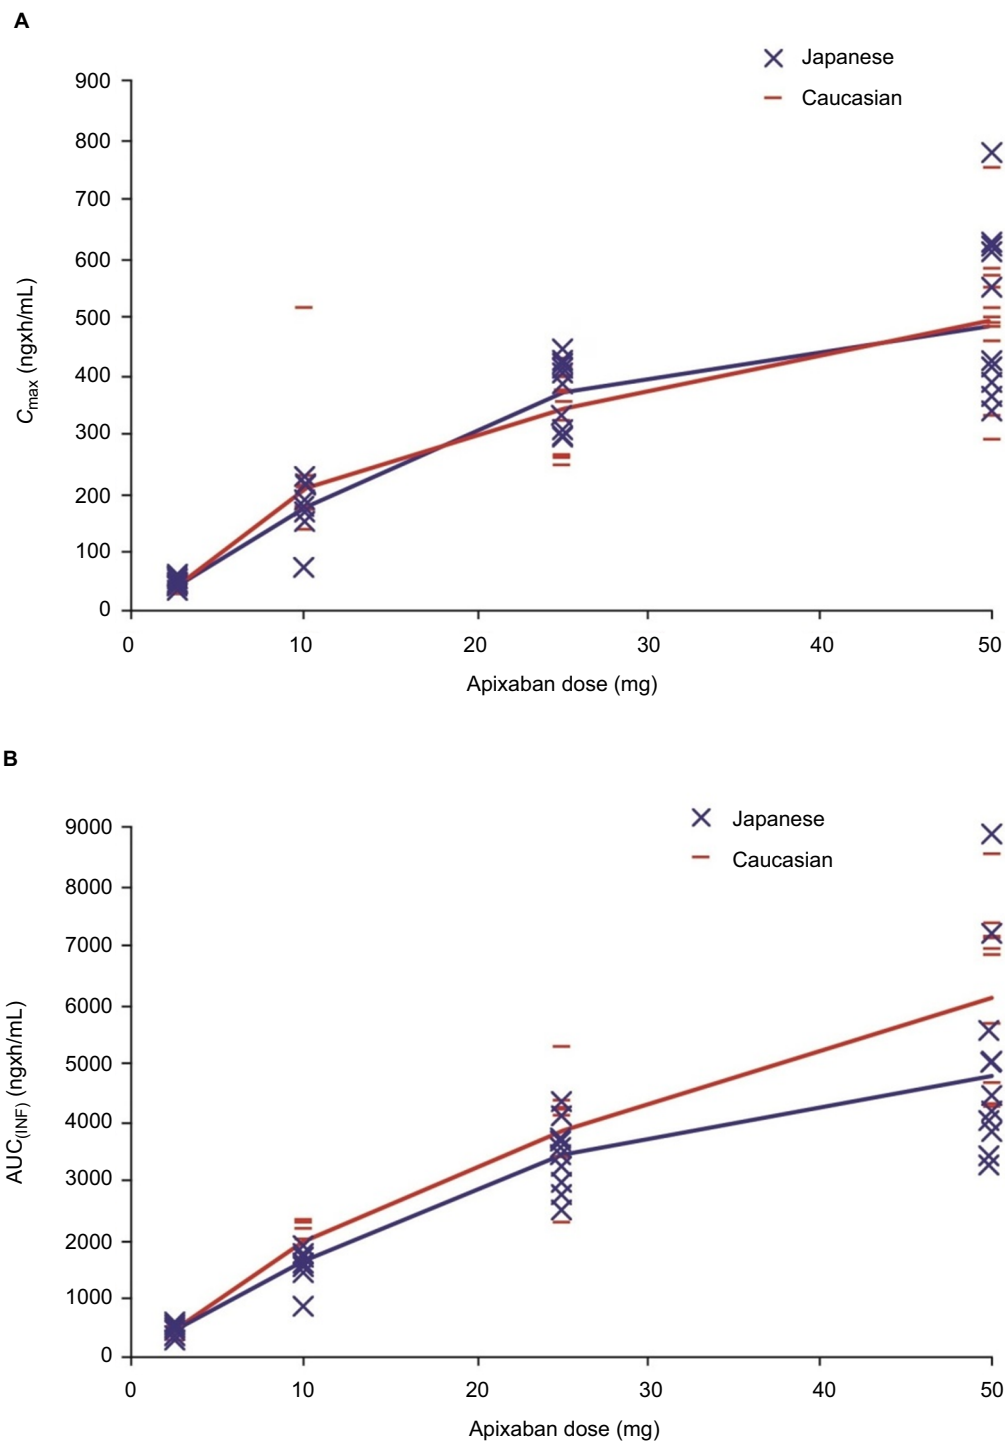 A
Japanese
Caucasian
900
800
700
600
500
400
300
200
100
0
Cmax (ngxh/mL)
0 10 20 30 40 50
Apixaban dose (mg)
B
Japanese
Caucasian
9000
8000
7000
6000
5000
4000
3000
2000
1000
0
AUC(INF) (ngxh/mL)
0 10 20 30 40 50
Apixaban dose (mg)